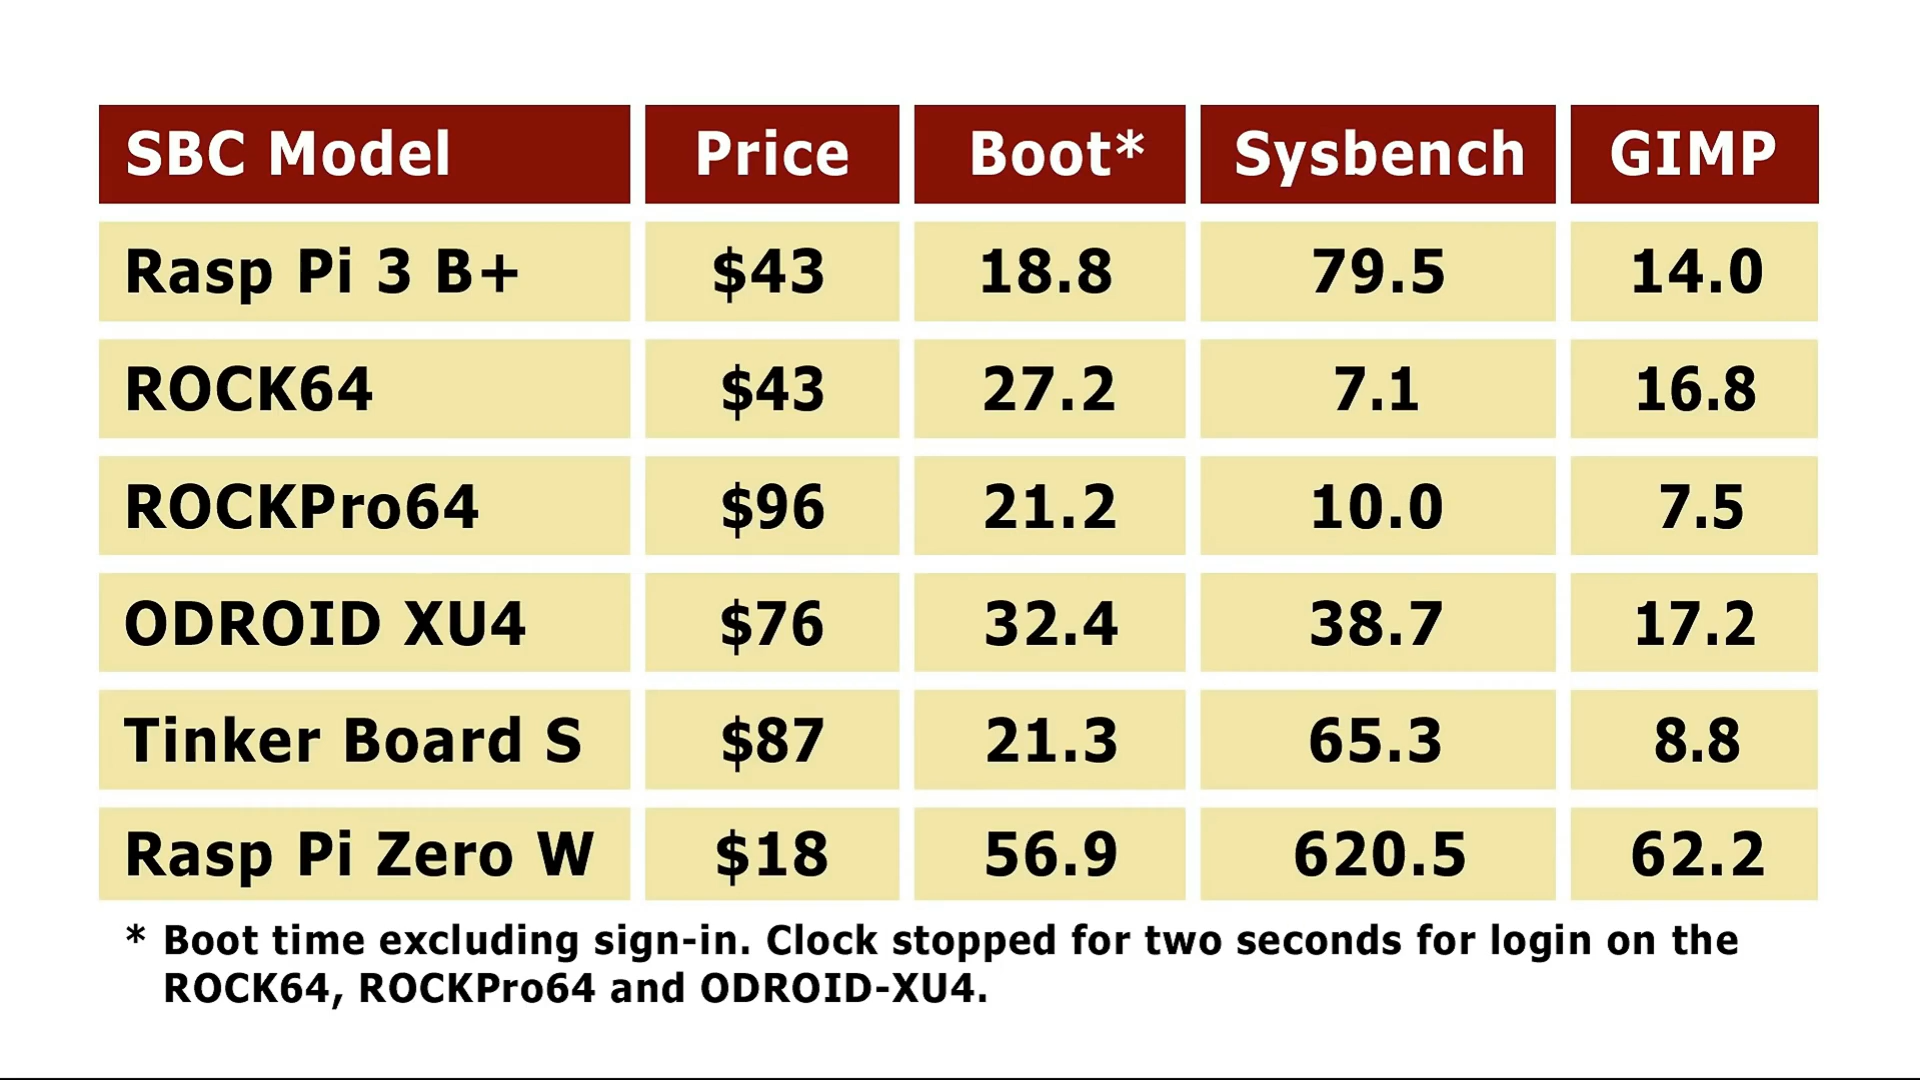 SBC Model Price Boot* Sysbench GIMP
Rasp Pi 3 B+ $43 18.8 79.5 14.0
ROCK64 $43 27.2 7.1 16.8
ROCKPro64 $96 21.2 10.0 7.5
ODROID XU4 $76 32.4 38.7 17.2
Tinker Board S $87 21.3 65.3 8.8
Rasp Pi Zero W $18 56.9 620.5 62.2
* Boot time excluding sign-in. Clock stopped for two seconds for login on the
ROCK64, ROCKPro64 and ODROID-XU4.